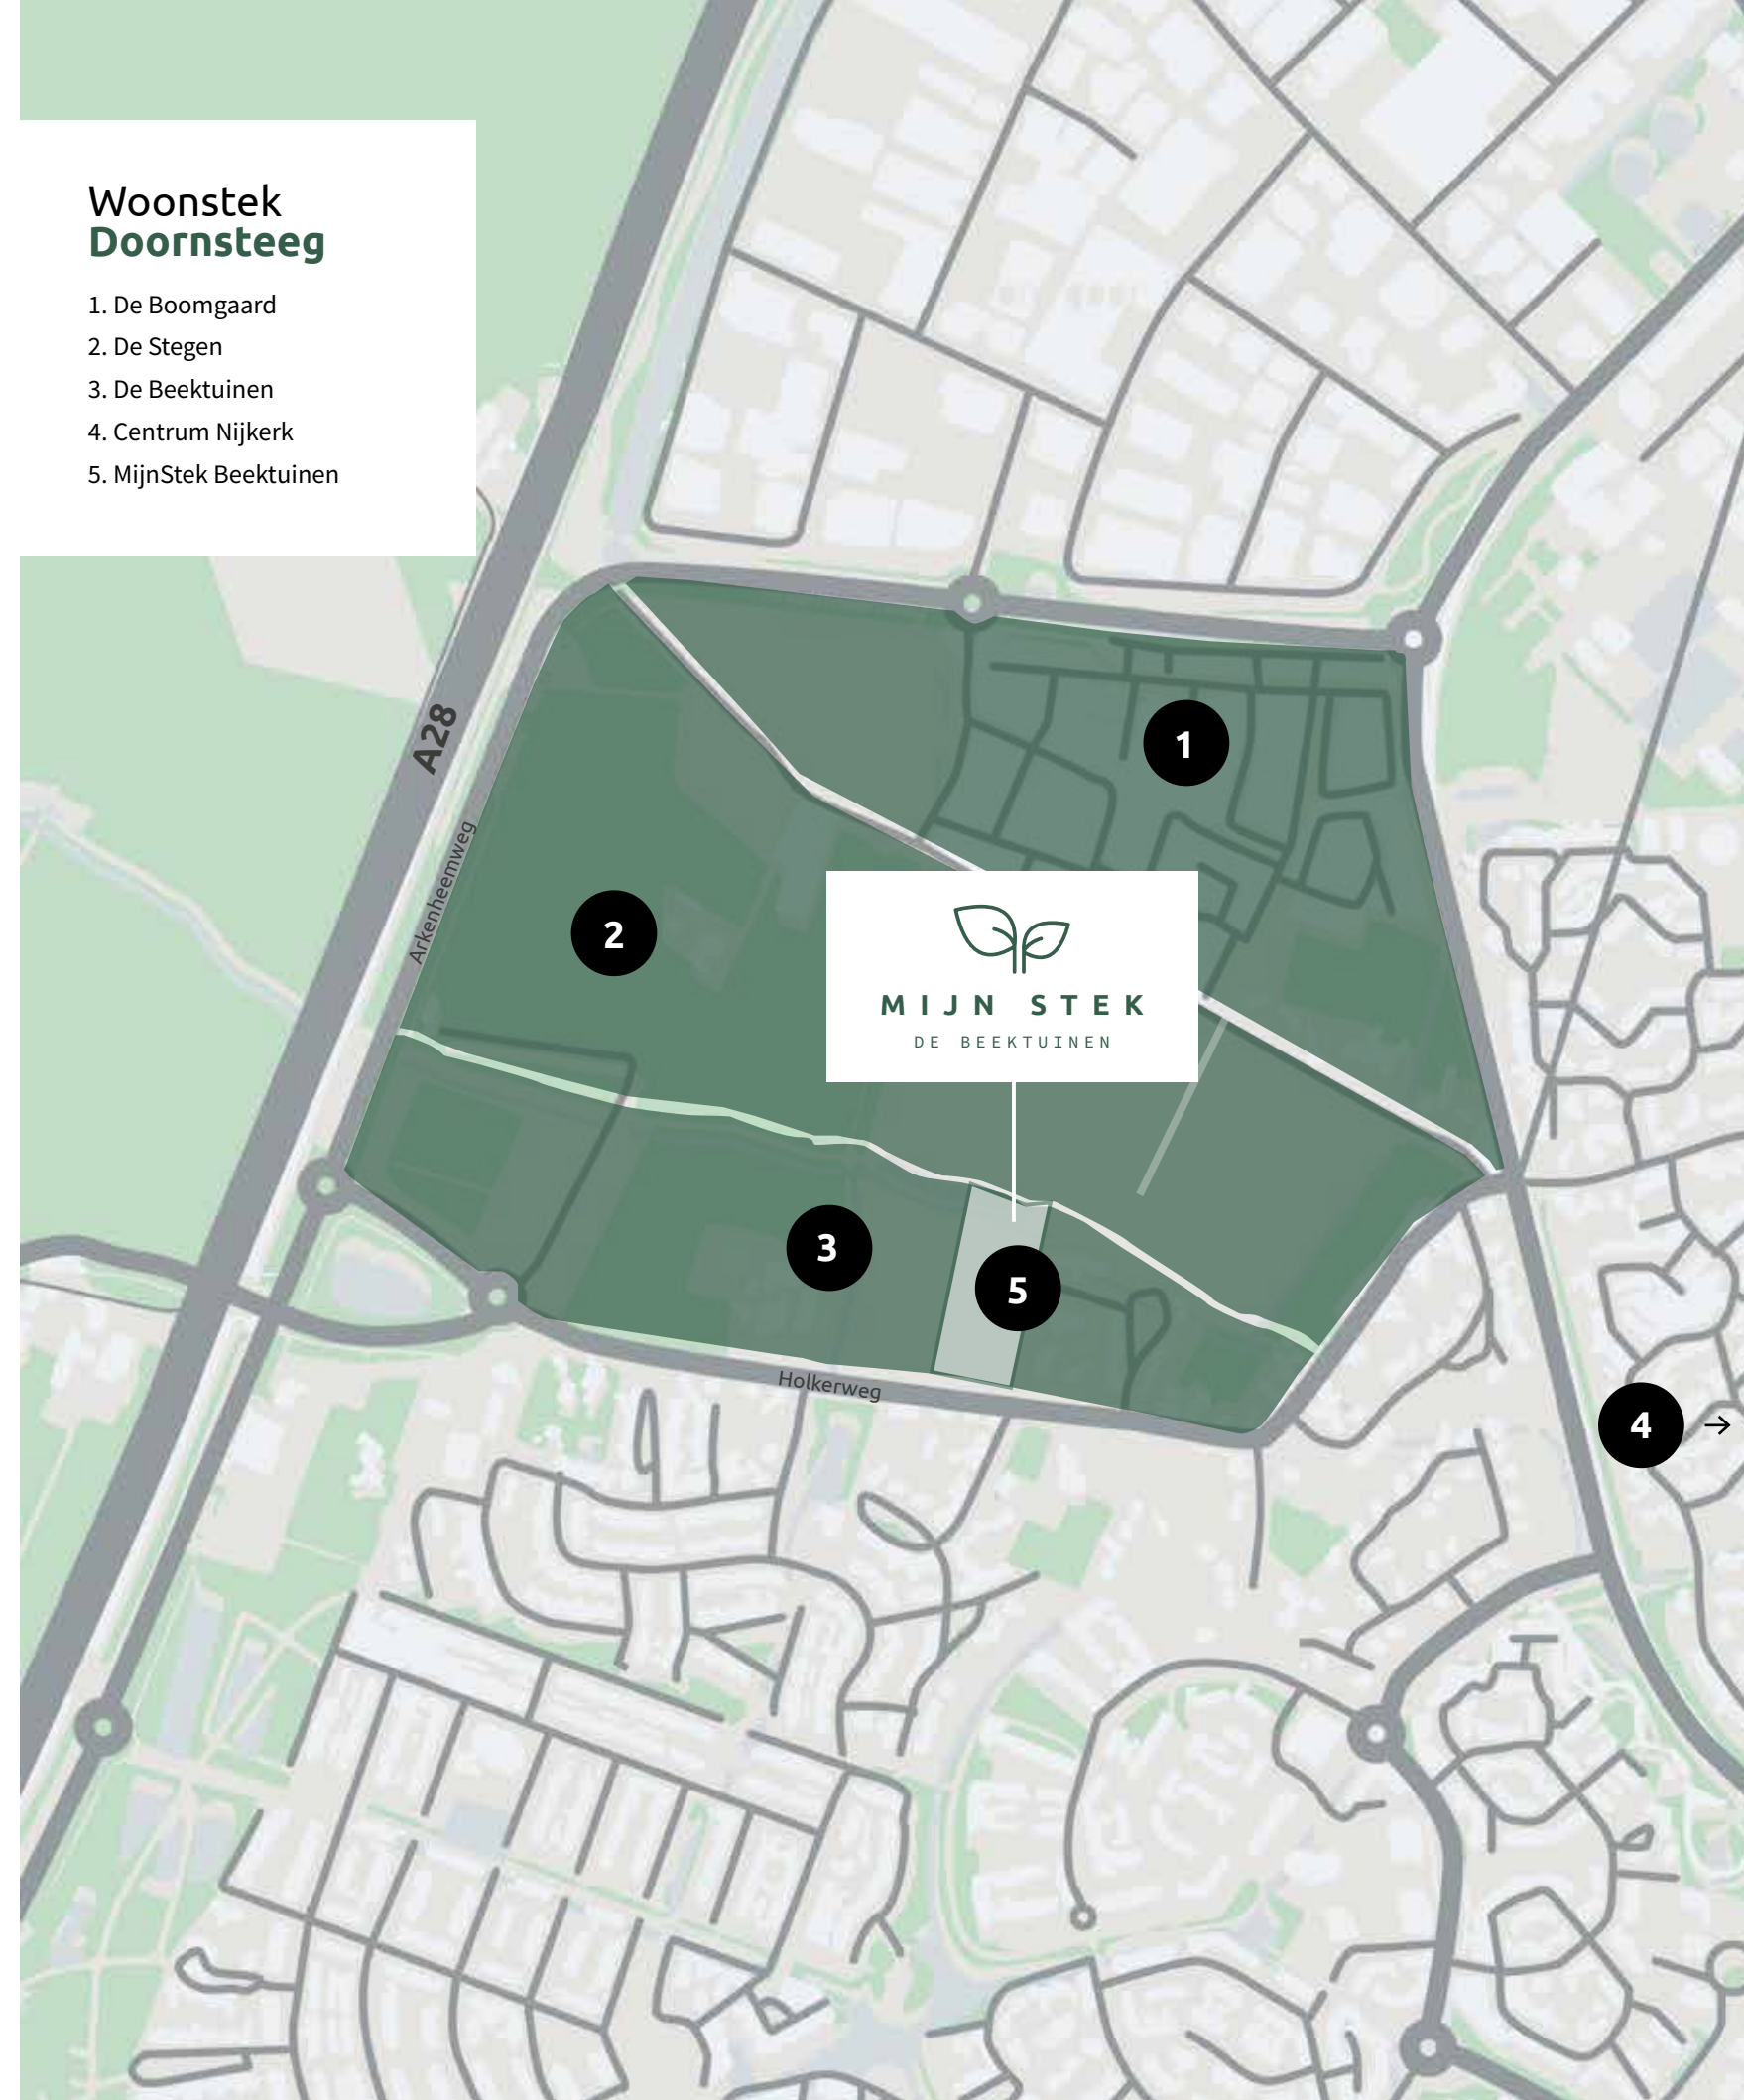 Woonstek
Doornsteeg
1. De Boomgaard
2. De Stegen
3. De Beektuinen
4. Centrum Nijkerk
5. MijnStek Beektuinen
A28
1
Arkenheemweg
2
MIJN STEK
DE BEEKTUINEN
3
5
Holkerweg
4 →